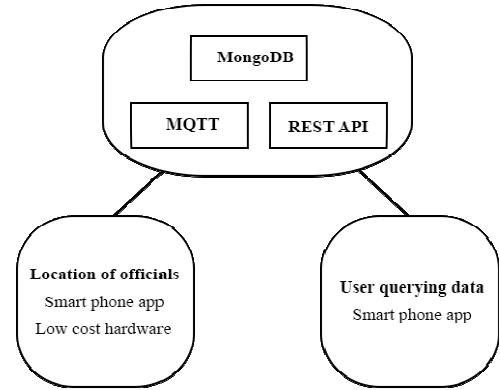 MongoDB
MQTT
REST API
Location of officials
Smart phone app
Low cost hardware
User querying data
Smart phone app